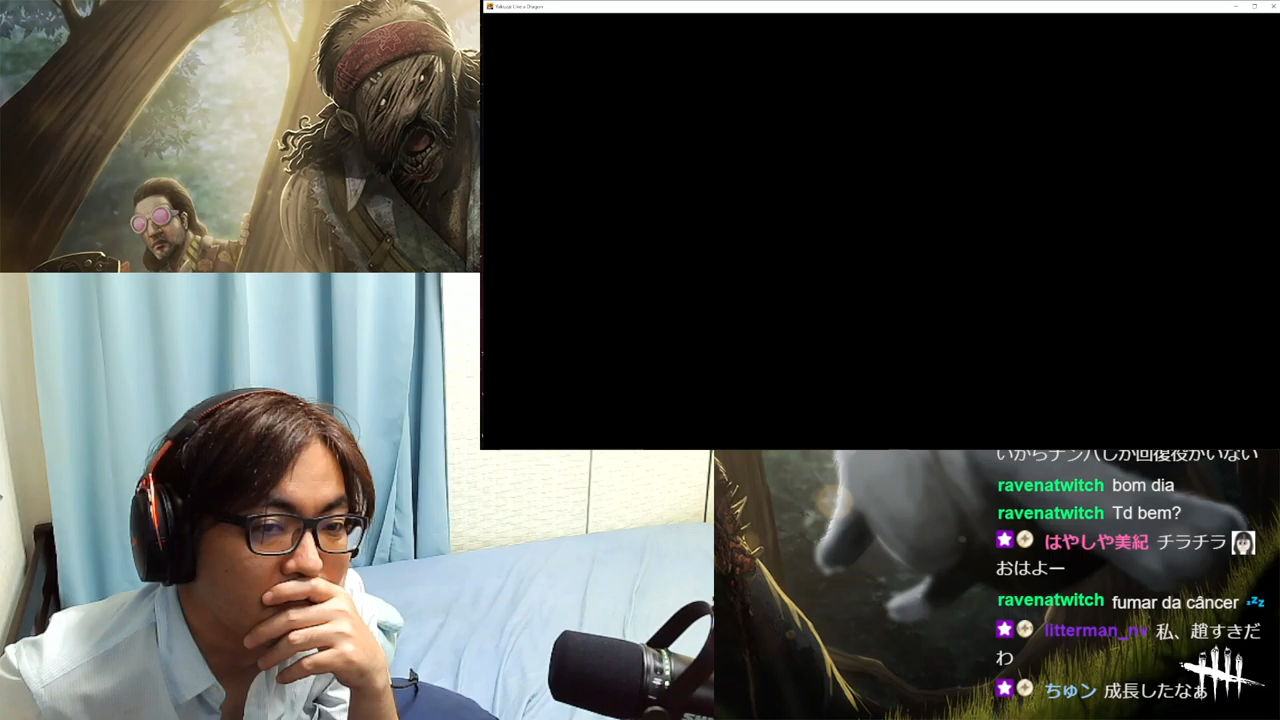 Yakuza: Like a Dragon
いからナンパしか回復役がいない
ravenatwitch bom dia
ravenatwitch Td bem?
はやしや美紀 チラチラ
おはよー
ravenatwitch fumar da câncer
litterman_nv 私、趙すきだ
わ
ちゅン 成長したなぁ